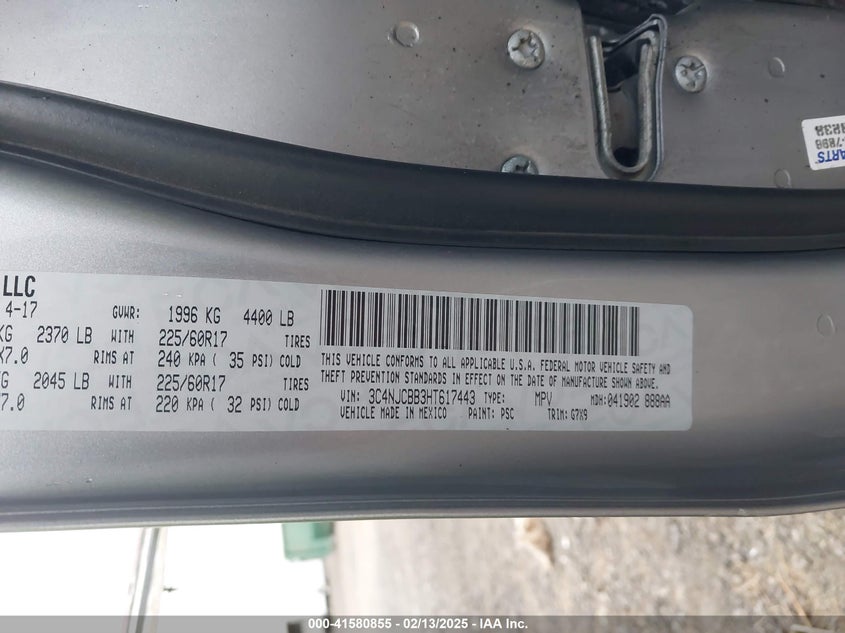 PARTS
LLC
4-17 GVWR: 1996 KG 4400 LB
KG 2370 LB WITH 225/60R17 TIRES
X7.0 RIMS AT 240 KPA ( 35 PSI) COLD
KG 2045 LB WITH 225/60R17 TIRES
7.0 RIMS AT 220 KPA ( 32 PSI) COLD
THIS VEHICLE CONFORMS TO ALL APPLICABLE U.S.A. FEDERAL MOTOR VEHICLE SAFETY AND
THEFT PREVENTION STANDARDS IN EFFECT ON THE DATE OF MANUFACTURE SHOWN ABOVE.
VIN: 3C4NJCBB3HT617443 TYPE: MPV MDH: 041902 888AA
VEHICLE MADE IN MEXICO PAINT: PSC TRIM: G7X9
000-41580855 - 02/13/2025 - IAA Inc.